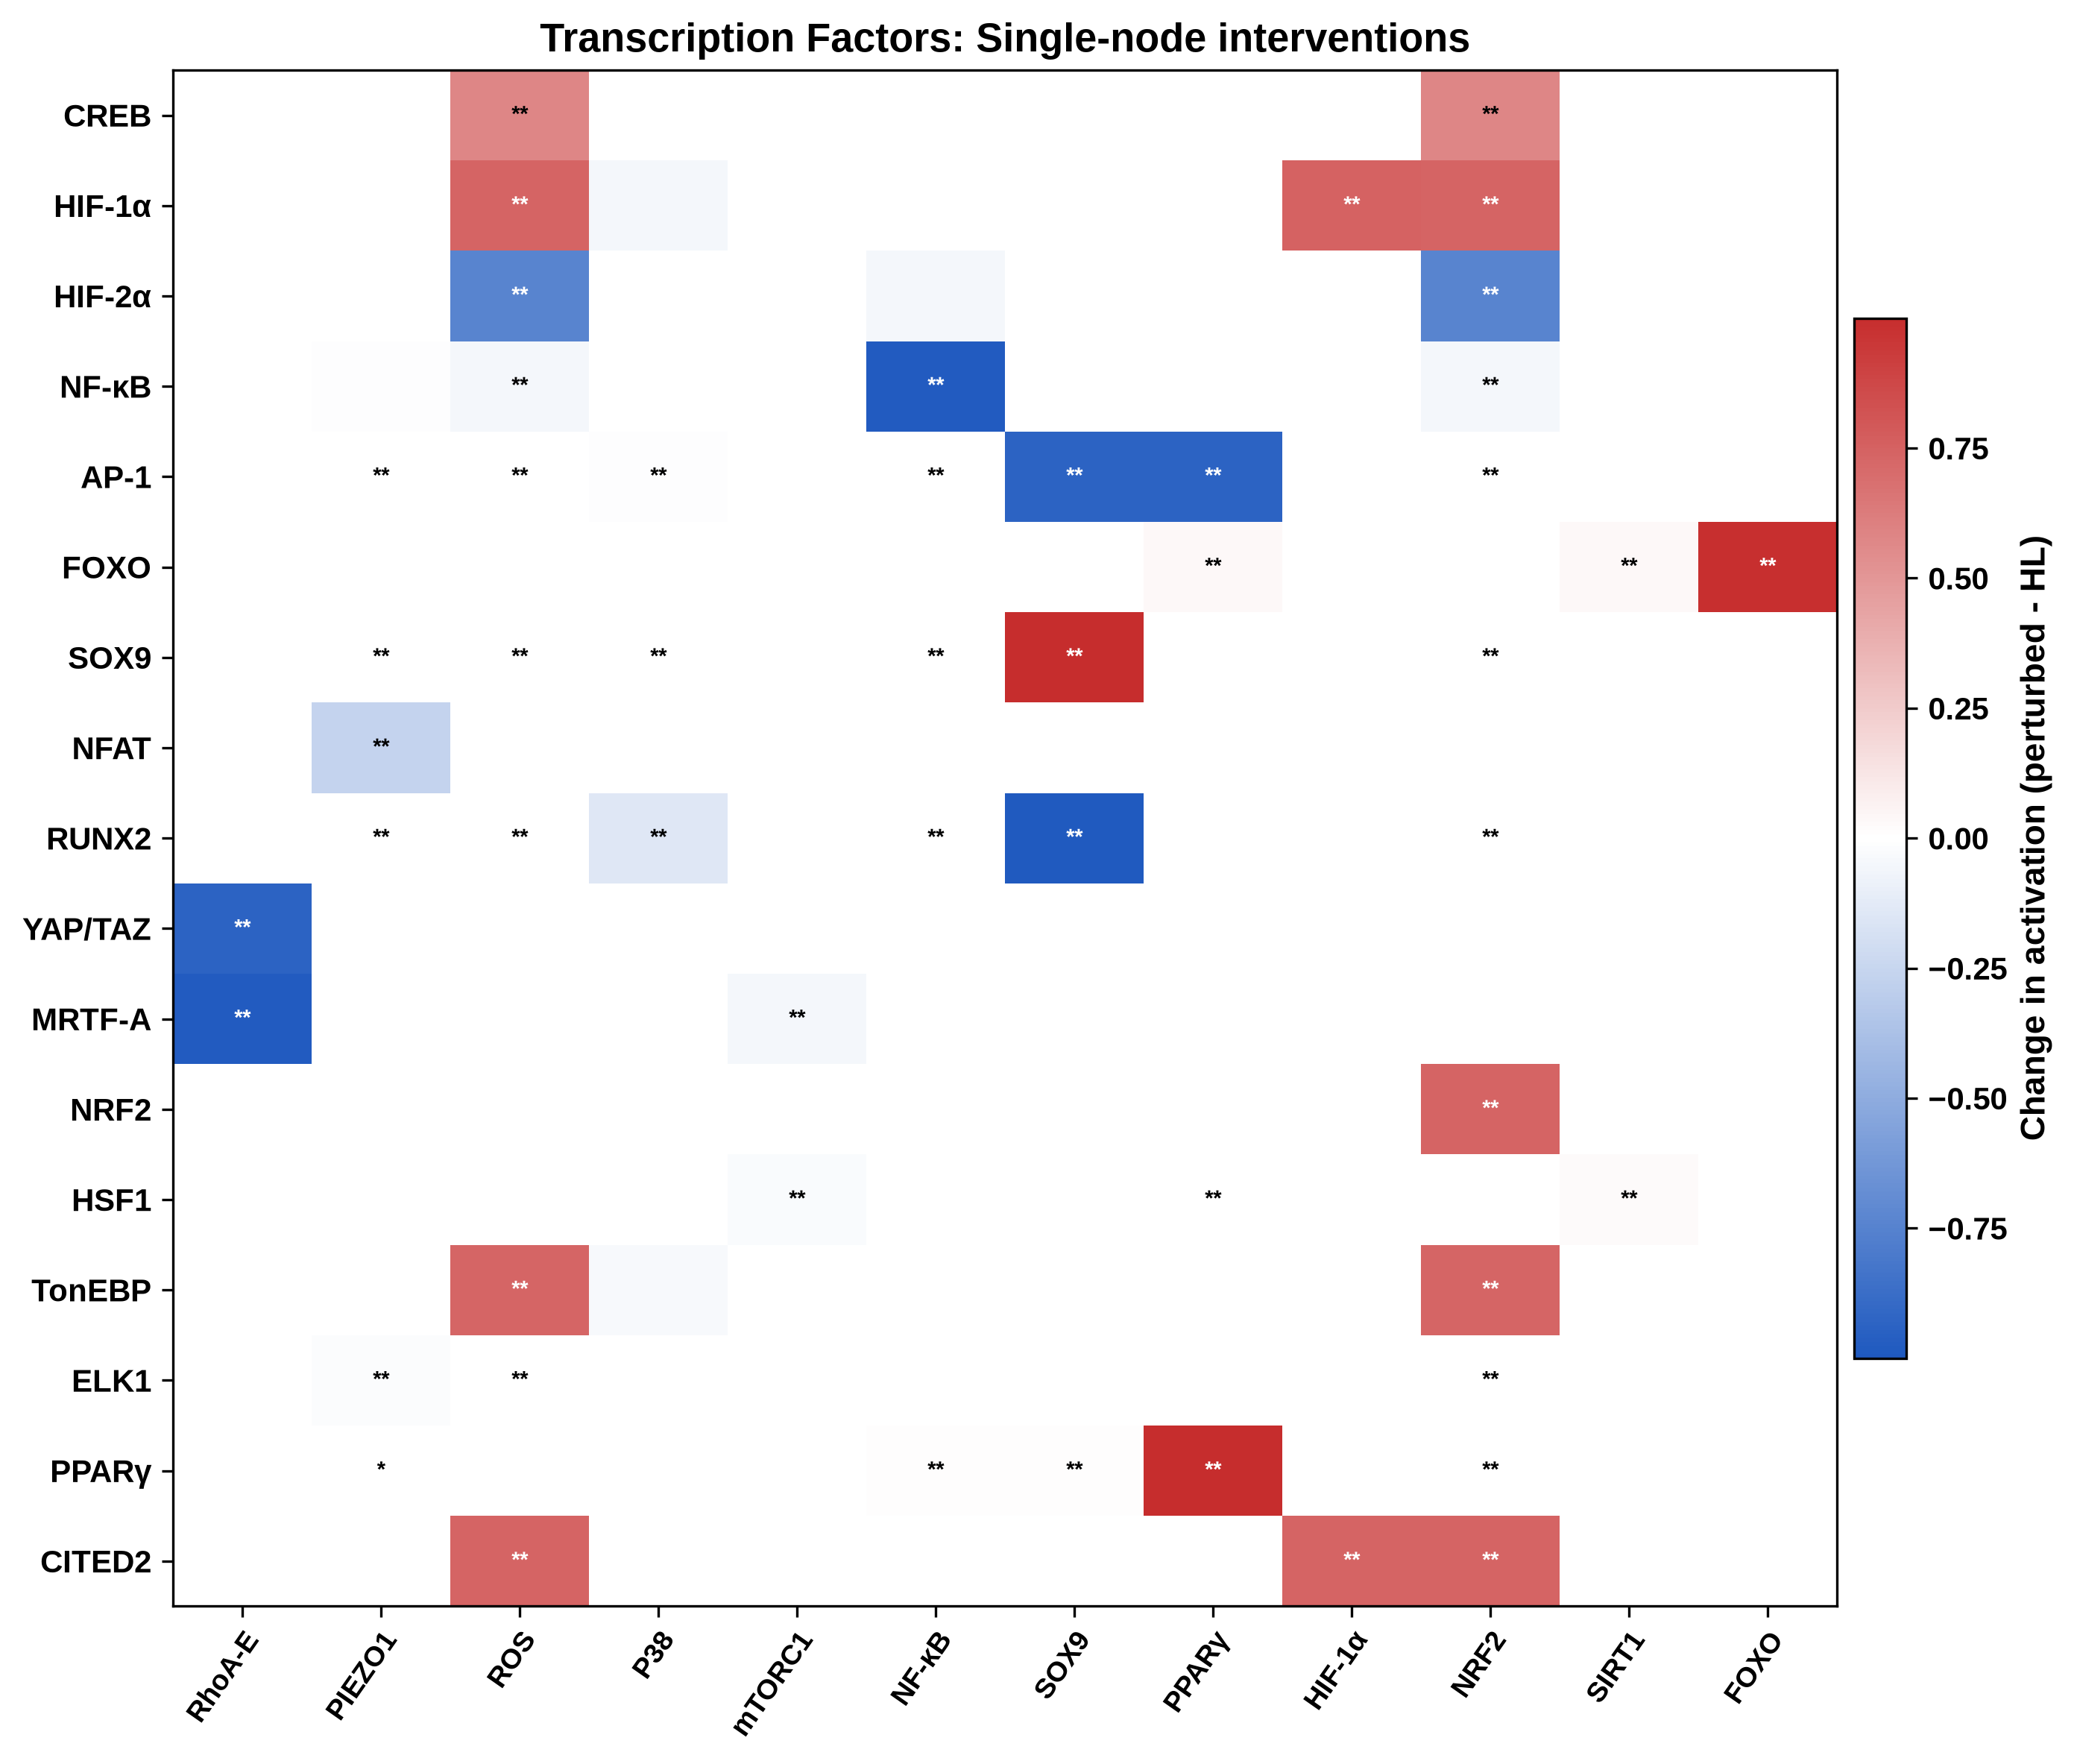 Transcription Factors: Single-node interventions
CREB ** **
HIF-1α ** ** **
HIF-2α ** **
NF-κB ** ** **
AP-1 ** ** ** ** ** ** **
FOXO ** ** **
SOX9 ** ** ** ** ** **
NFAT **
RUNX2 ** ** ** ** ** **
YAP/TAZ **
MRTF-A ** **
NRF2 **
HSF1 ** ** **
TonEBP ** **
ELK1 ** ** **
PPARγ * ** ** ** **
CITED2 ** ** **
RhoA-E
PIEZO1
ROS
P38
mTORC1
NF-κB
SOX9
PPARγ
HIF-1α
NRF2
SIRT1
FOXO
0.75
0.50
0.25
0.00
−0.25
−0.50
−0.75
Change in activation (perturbed - HL)